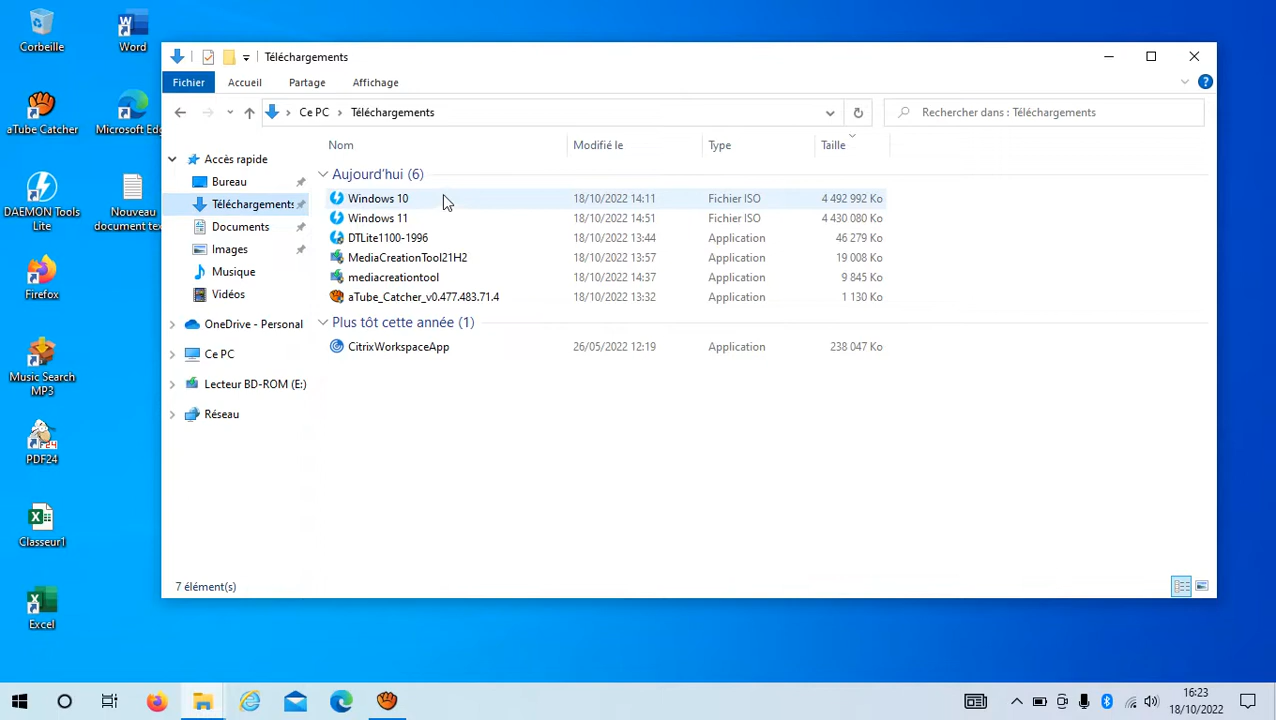 Corbeille
Word
aTube Catcher
Microsoft Edg
DAEMON Tools Lite
Nouveau document tex
Firefox
Music Search MP3
PDF24
Classeur1
Excel
Téléchargements
Fichier Accueil Partage Affichage
Ce PC Téléchargements
Rechercher dans : Téléchargements
Accès rapide
Bureau
Téléchargements
Documents
Images
Musique
Vidéos
OneDrive - Personal
Ce PC
Lecteur BD-ROM (E:)
Réseau
Nom Modifié le Type Taille
Aujourd'hui (6)
Windows 10 18/10/2022 14:11 Fichier ISO 4 492 992 Ko
Windows 11 18/10/2022 14:51 Fichier ISO 4 430 080 Ko
DTLite1100-1996 18/10/2022 13:44 Application 46 279 Ko
MediaCreationTool21H2 18/10/2022 13:57 Application 19 008 Ko
mediacreationtool 18/10/2022 14:37 Application 9 845 Ko
aTube_Catcher_v0.477.483.71.4 18/10/2022 13:32 Application 1 130 Ko
Plus tôt cette année (1)
CitrixWorkspaceApp 26/05/2022 12:19 Application 238 047 Ko
7 élément(s)
16:23
18/10/2022